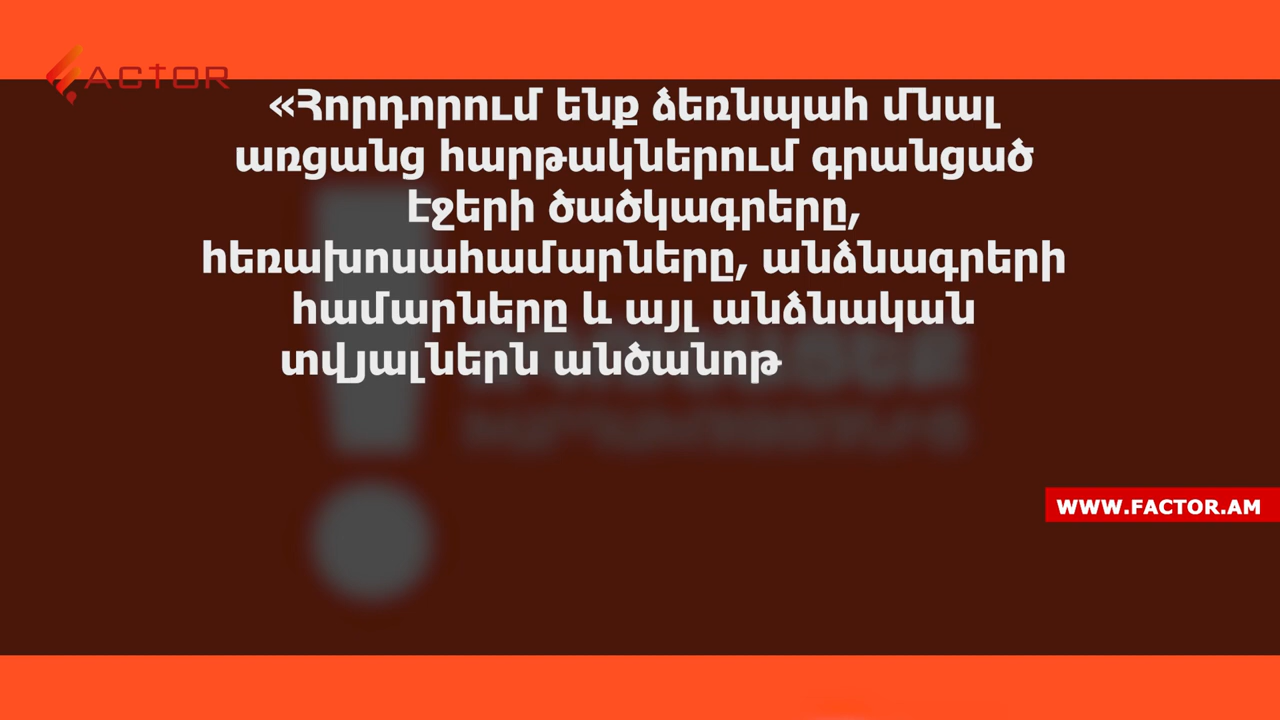 FACTOR
«Հորդորում ենք ձեռնպահ մնալ
առցանց հարթակներում գրանցած
էջերի ծածկագրերը,
հեռախոսահամարները, անձնագրերի
համարները և այլ անձնական
տվյալներն անծանոթ
WWW.FACTOR.AM